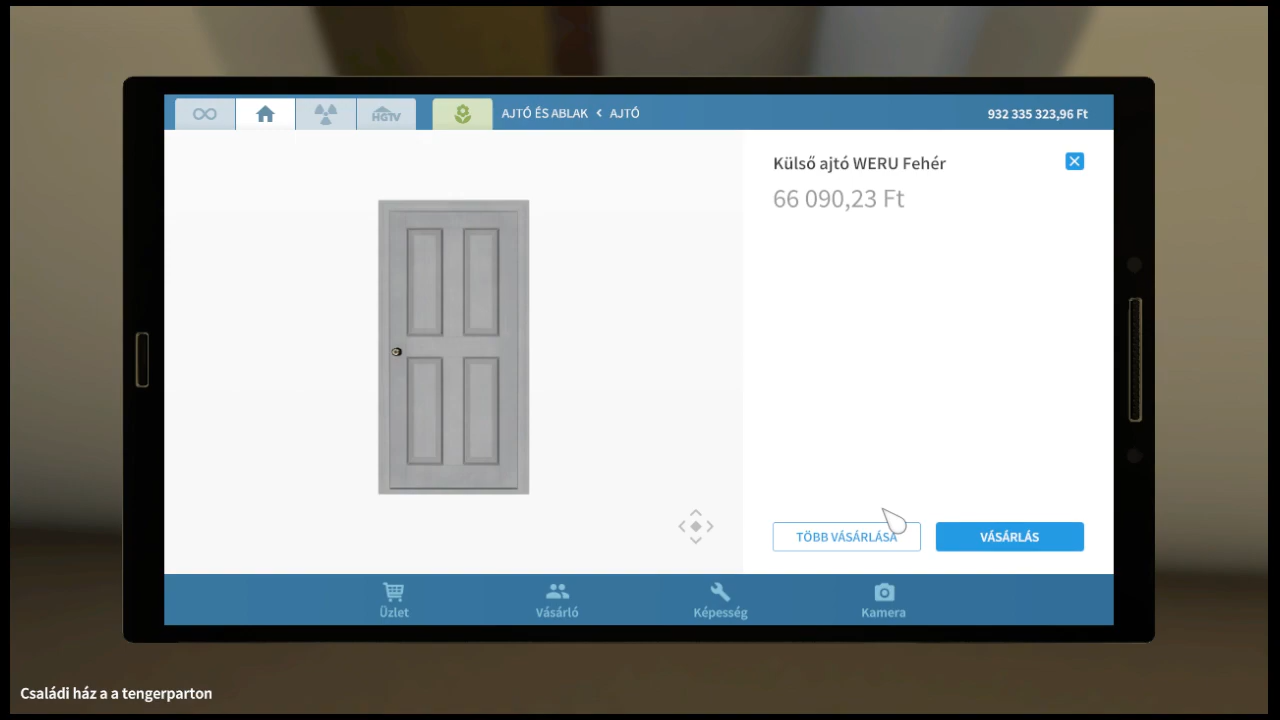 HGTV
AJTÓ ÉS ABLAK < AJTÓ
932 335 323,96 Ft
Külső ajtó WERU Fehér
66 090,23 Ft
TÖBB VÁSÁRLÁSA
VÁSÁRLÁS
Üzlet
Vásárló
Képesség
Kamera
Családi ház a a tengerparton